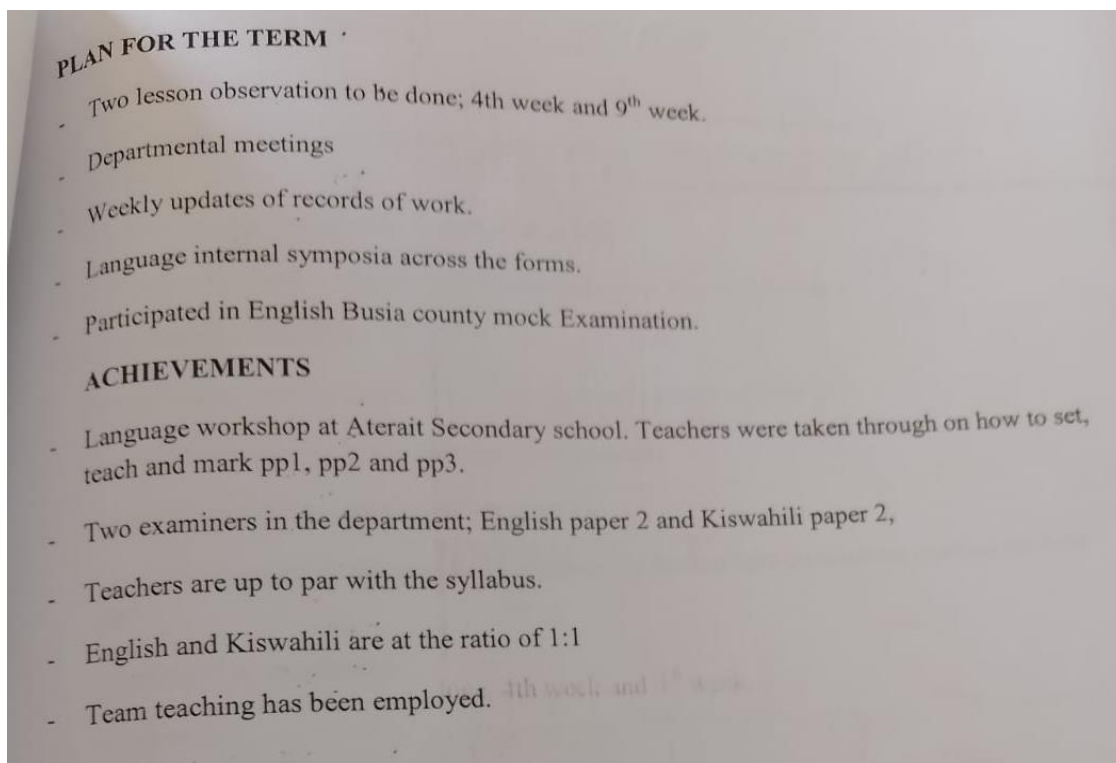 PLAN FOR THE TERM
- Two lesson observation to be done; 4th week and 9th week.
- Departmental meetings
- Weekly updates of records of work.
- Language internal symposia across the forms.
- Participated in English Busia county mock Examination.
ACHIEVEMENTS
- Language workshop at Aterait Secondary school. Teachers were taken through on how to set,
teach and mark pp1, pp2 and pp3.
- Two examiners in the department; English paper 2 and Kiswahili paper 2,
- Teachers are up to par with the syllabus.
- English and Kiswahili are at the ratio of 1:1
- Team teaching has been employed.